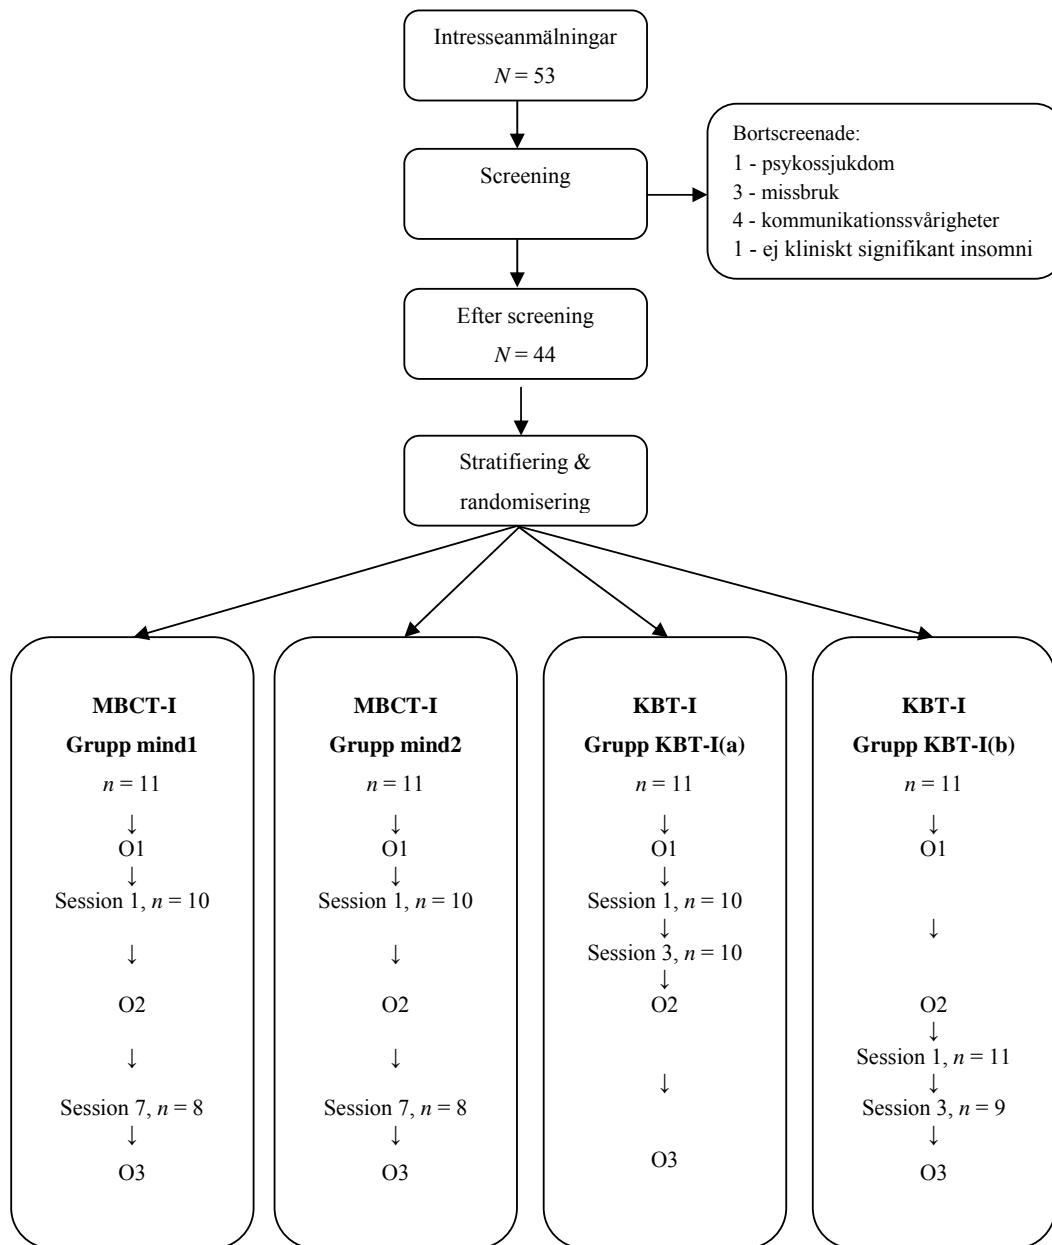 Intresseanmälningar
N = 53
Screening
Bortscreenade:
1 - psykossjukdom
3 - missbruk
4 - kommunikationssvårigheter
1 - ej kliniskt signifikant insomni
Efter screening
N = 44
Stratifiering &
randomisering
MBCT-I
Grupp mind1
n = 11
↓
O1
↓
Session 1, n = 10
↓
O2
↓
Session 7, n = 8
↓
O3
MBCT-I
Grupp mind2
n = 11
↓
O1
↓
Session 1, n = 10
↓
O2
↓
Session 7, n = 8
↓
O3
KBT-I
Grupp KBT-I(a)
n = 11
↓
O1
↓
Session 1, n = 10
↓
Session 3, n = 10
↓
O2
↓
O3
KBT-I
Grupp KBT-I(b)
n = 11
↓
O1
↓
O2
↓
Session 1, n = 11
↓
Session 3, n = 9
↓
O3